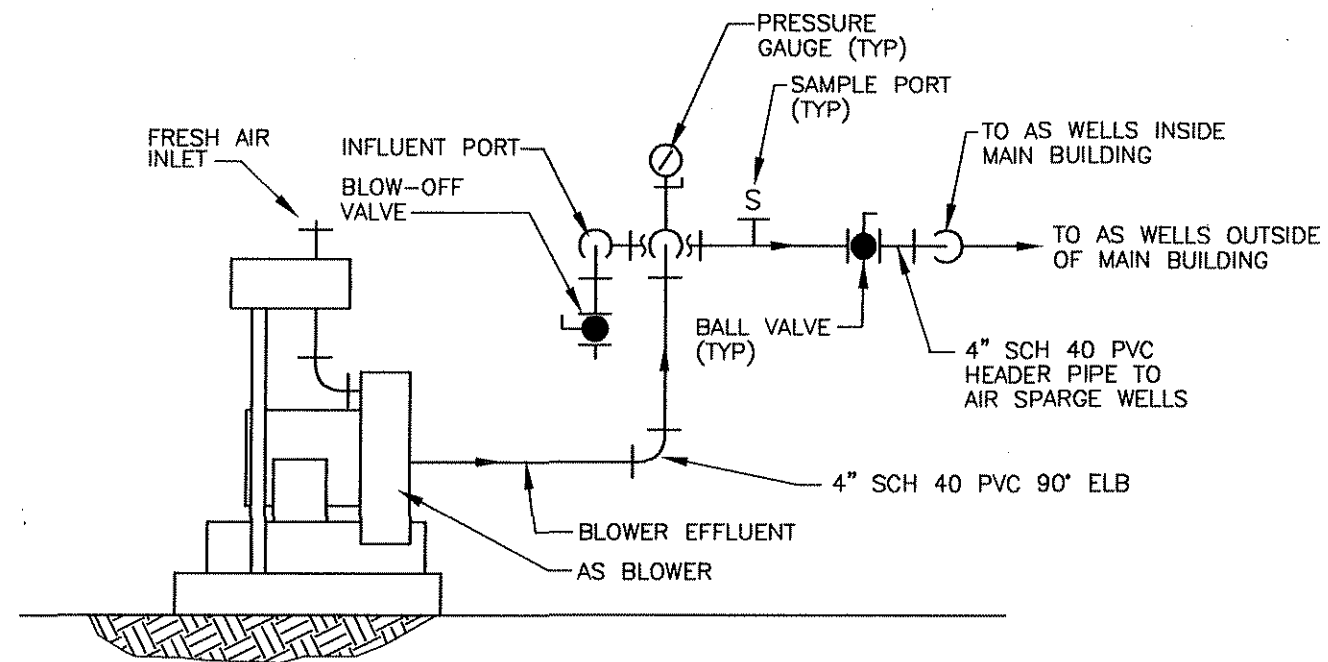 PRESSURE
GAUGE (TYP)
SAMPLE PORT
(TYP)
FRESH AIR
INLET
INFLUENT PORT
BLOW-OFF
VALVE
TO AS WELLS INSIDE
MAIN BUILDING
S
TO AS WELLS OUTSIDE
OF MAIN BUILDING
BALL VALVE
(TYP)
4" SCH 40 PVC
HEADER PIPE TO
AIR SPARGE WELLS
4" SCH 40 PVC 90° ELB
BLOWER EFFLUENT
AS BLOWER